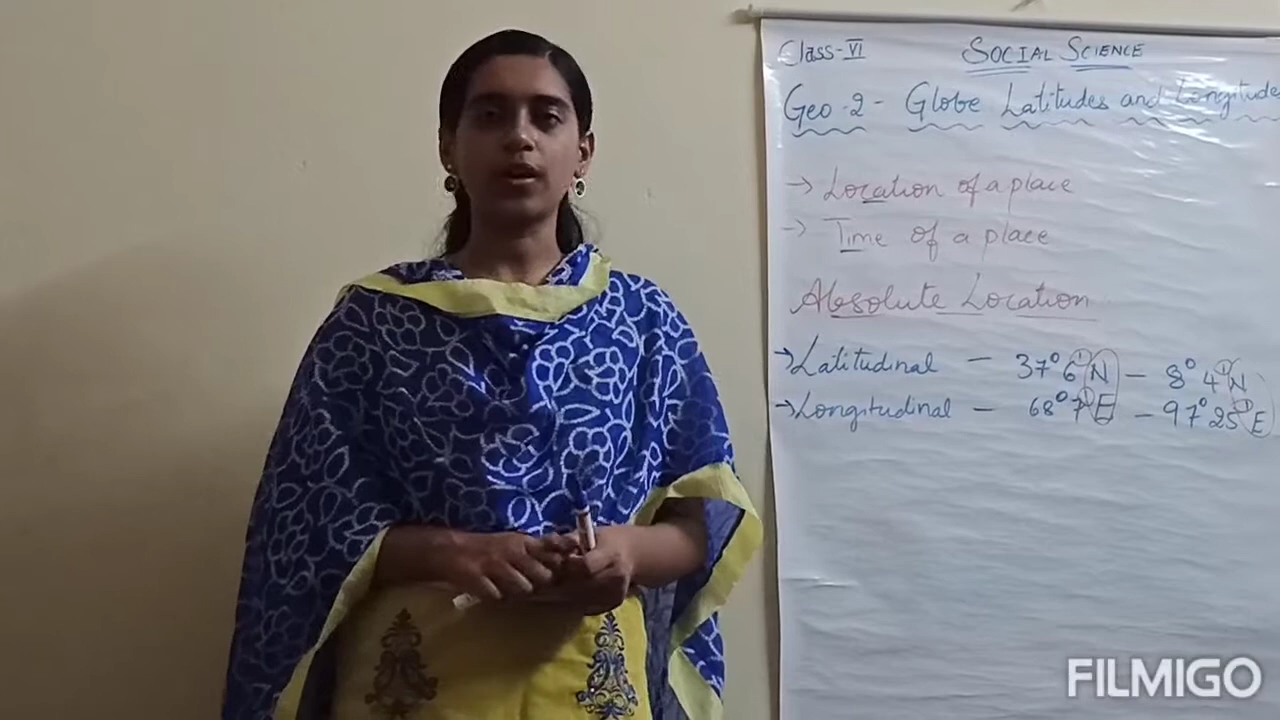 Class-VI SOCIAL SCIENCE
Geo-2- Globe Latitudes and Longitudes
→ Location of a place
→ Time of a place
Absolute Location
→Latitudinal – 37°6'N – 8°4'N
→Longitudinal – 68°7'E – 97°25'E
FILMIGO